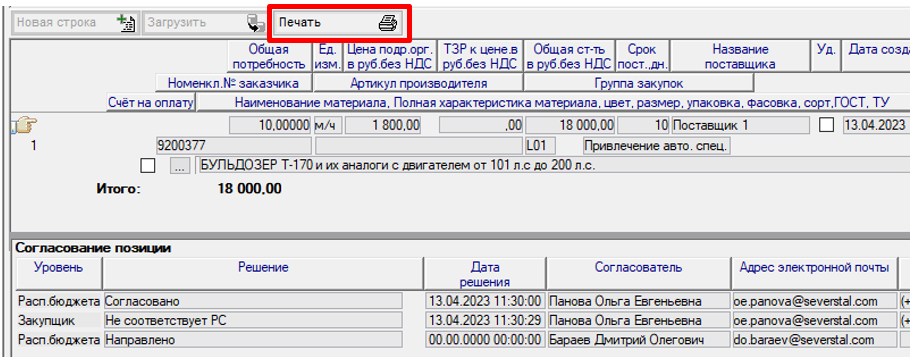 Новая строка Загрузить Печать
Общая потребность Ед. изм. Цена подр.орг. в руб.без НДС ТЗР к цене.в руб.без НДС Общая ст-ть в руб.без НДС Срок пост.,дн. Название поставщика Уд. Дата созд
Номенкл.№ заказчика Артикул производителя Группа закупок
Счёт на оплату Наименование материала, Полная характеристика материала, цвет, размер, упаковка, фасовка, сорт,ГОСТ, ТУ
10,00000 м/ч 1 800,00 ,00 18 000,00 10 Поставщик 1 13.04.2023
1 9200377 L01 Привлечение авто. спец.
... БУЛЬДОЗЕР Т-170 и их аналоги с двигателем от 101 л.с до 200 л.с.
Итого: 18 000,00
Согласование позиции
Уровень Решение Дата решения Согласователь Адрес электронной почты
Расп.бюджета Согласовано 13.04.2023 11:30:00 Панова Ольга Евгеньевна oe.panova@severstal.com (+
Закупщик Не соответствует РС 13.04.2023 11:30:29 Панова Ольга Евгеньевна oe.panova@severstal.com (+
Расп.бюджета Направлено 00.00.0000 00:00:00 Бараев Дмитрий Олегович do.baraev@severstal.com (+